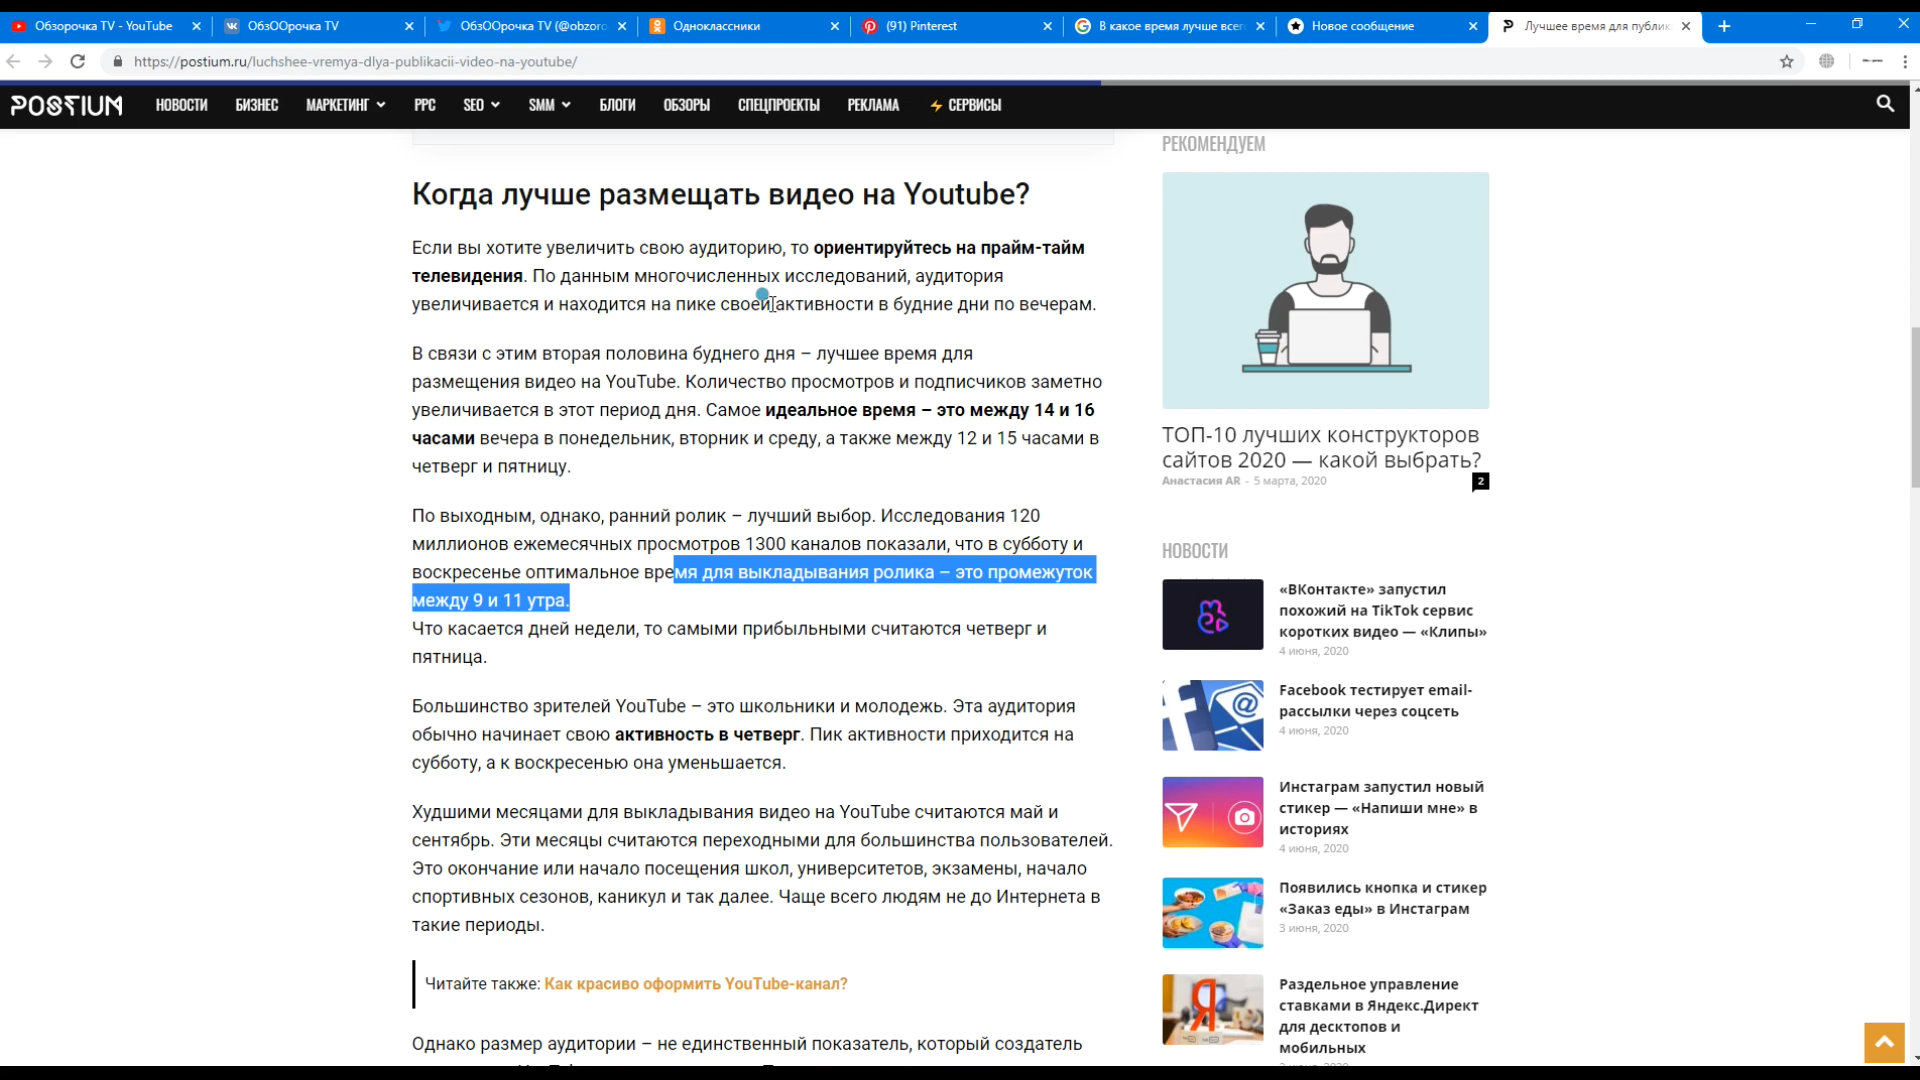 Обзорочка TV - YouTube
ОбзООрочка TV
ОбзООрочка TV (@obzoro
Одноклассники
(91) Pinterest
В какое время лучше всег
Новое сообщение
Лучшее время для публик
https://postium.ru/luchshee-vremya-dlya-publikacii-video-na-youtube/
POSTIUM
НОВОСТИ
БИЗНЕС
МАРКЕТИНГ
PPC
SEO
SMM
БЛОГИ
ОБЗОРЫ
СПЕЦПРОЕКТЫ
РЕКЛАМА
СЕРВИСЫ
Когда лучше размещать видео на Youtube?
Если вы хотите увеличить свою аудиторию, то ориентируйтесь на прайм-тайм
телевидения. По данным многочисленных исследований, аудитория
увеличивается и находится на пике своей активности в будние дни по вечерам.
В связи с этим вторая половина буднего дня – лучшее время для
размещения видео на YouTube. Количество просмотров и подписчиков заметно
увеличивается в этот период дня. Самое идеальное время – это между 14 и 16
часами вечера в понедельник, вторник и среду, а также между 12 и 15 часами в
четверг и пятницу.
По выходным, однако, ранний ролик – лучший выбор. Исследования 120
миллионов ежемесячных просмотров 1300 каналов показали, что в субботу и
воскресенье оптимальное время для выкладывания ролика – это промежуток
между 9 и 11 утра.
Что касается дней недели, то самыми прибыльными считаются четверг и
пятница.
Большинство зрителей YouTube – это школьники и молодежь. Эта аудитория
обычно начинает свою активность в четверг. Пик активности приходится на
субботу, а к воскресенью она уменьшается.
Худшими месяцами для выкладывания видео на YouTube считаются май и
сентябрь. Эти месяцы считаются переходными для большинства пользователей.
Это окончание или начало посещения школ, университетов, экзамены, начало
спортивных сезонов, каникул и так далее. Чаще всего людям не до Интернета в
такие периоды.
Читайте также: Как красиво оформить YouTube-канал?
Однако размер аудитории – не единственный показатель, который создатель
РЕКОМЕНДУЕМ
ТОП-10 лучших конструкторов
сайтов 2020 — какой выбрать?
Анастасия AR - 5 марта, 2020
2
НОВОСТИ
«ВКонтакте» запустил
похожий на TikTok сервис
коротких видео — «Клипы»
4 июня, 2020
Facebook тестирует email-
рассылки через соцсеть
4 июня, 2020
Инстаграм запустил новый
стикер — «Напиши мне» в
историях
4 июня, 2020
Появились кнопка и стикер
«Заказ еды» в Инстаграм
3 июня, 2020
Раздельное управление
ставками в Яндекс.Директ
для десктопов и
мобильных